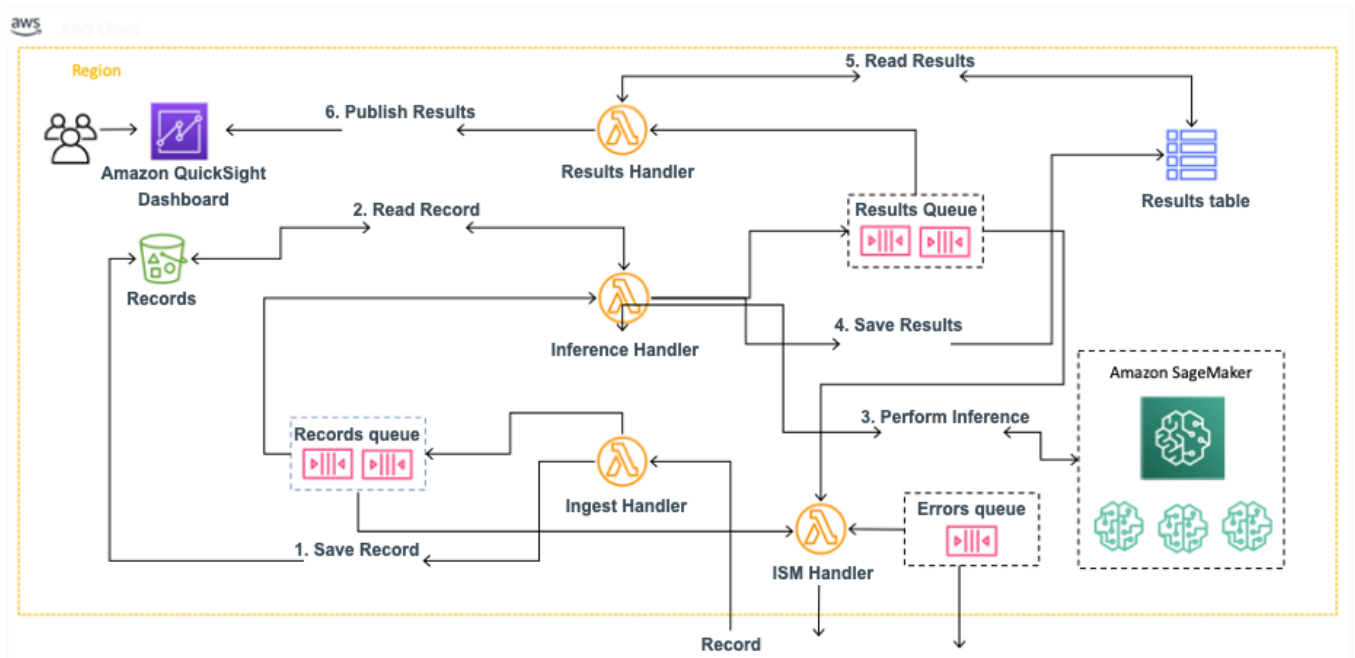 aws
AWS Cloud
Region
5. Read Results
6. Publish Results
Results Handler
Amazon QuickSight
Dashboard
Results table
2. Read Record
Results Queue
Records
4. Save Results
Inference Handler
Amazon SageMaker
3. Perform Inference
Records queue
Ingest Handler
Errors queue
1. Save Record
ISM Handler
Record